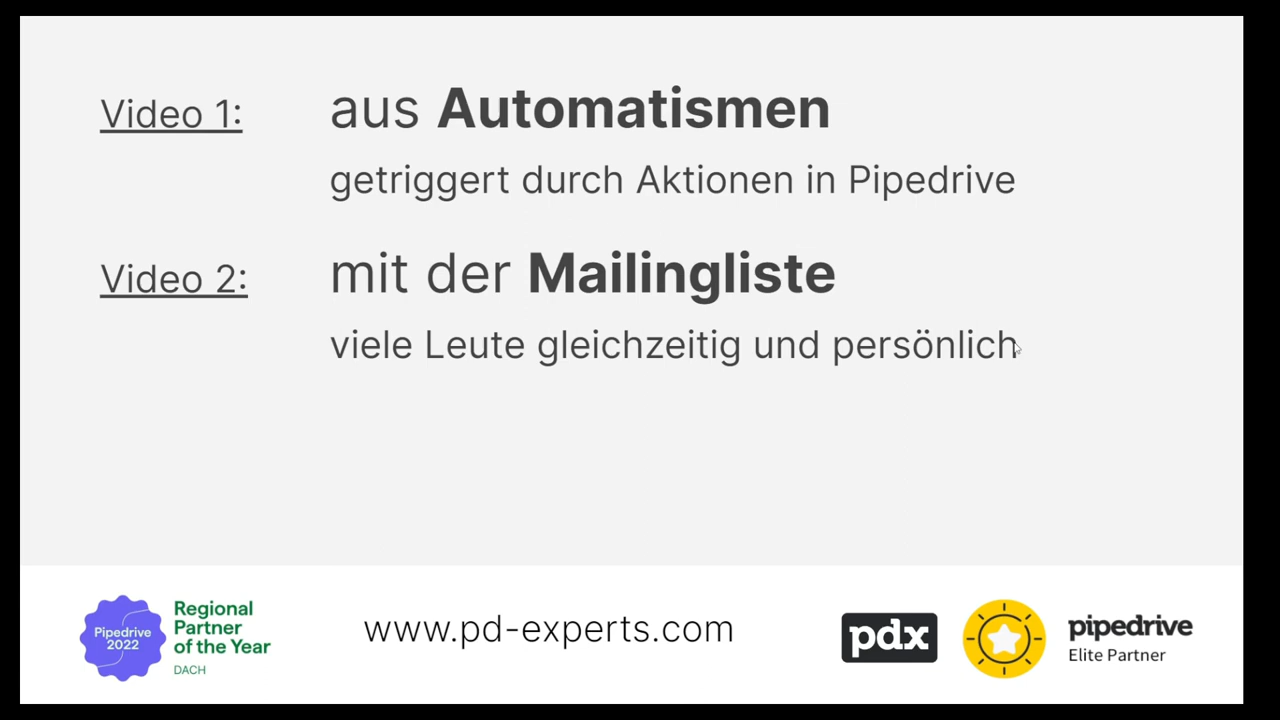 Video 1: aus Automatismen
getriggert durch Aktionen in Pipedrive
Video 2: mit der Mailingliste
viele Leute gleichzeitig und persönlich
Pipedrive
2022
Regional
Partner
of the Year
DACH
www.pd-experts.com
pdx
pipedrive
Elite Partner